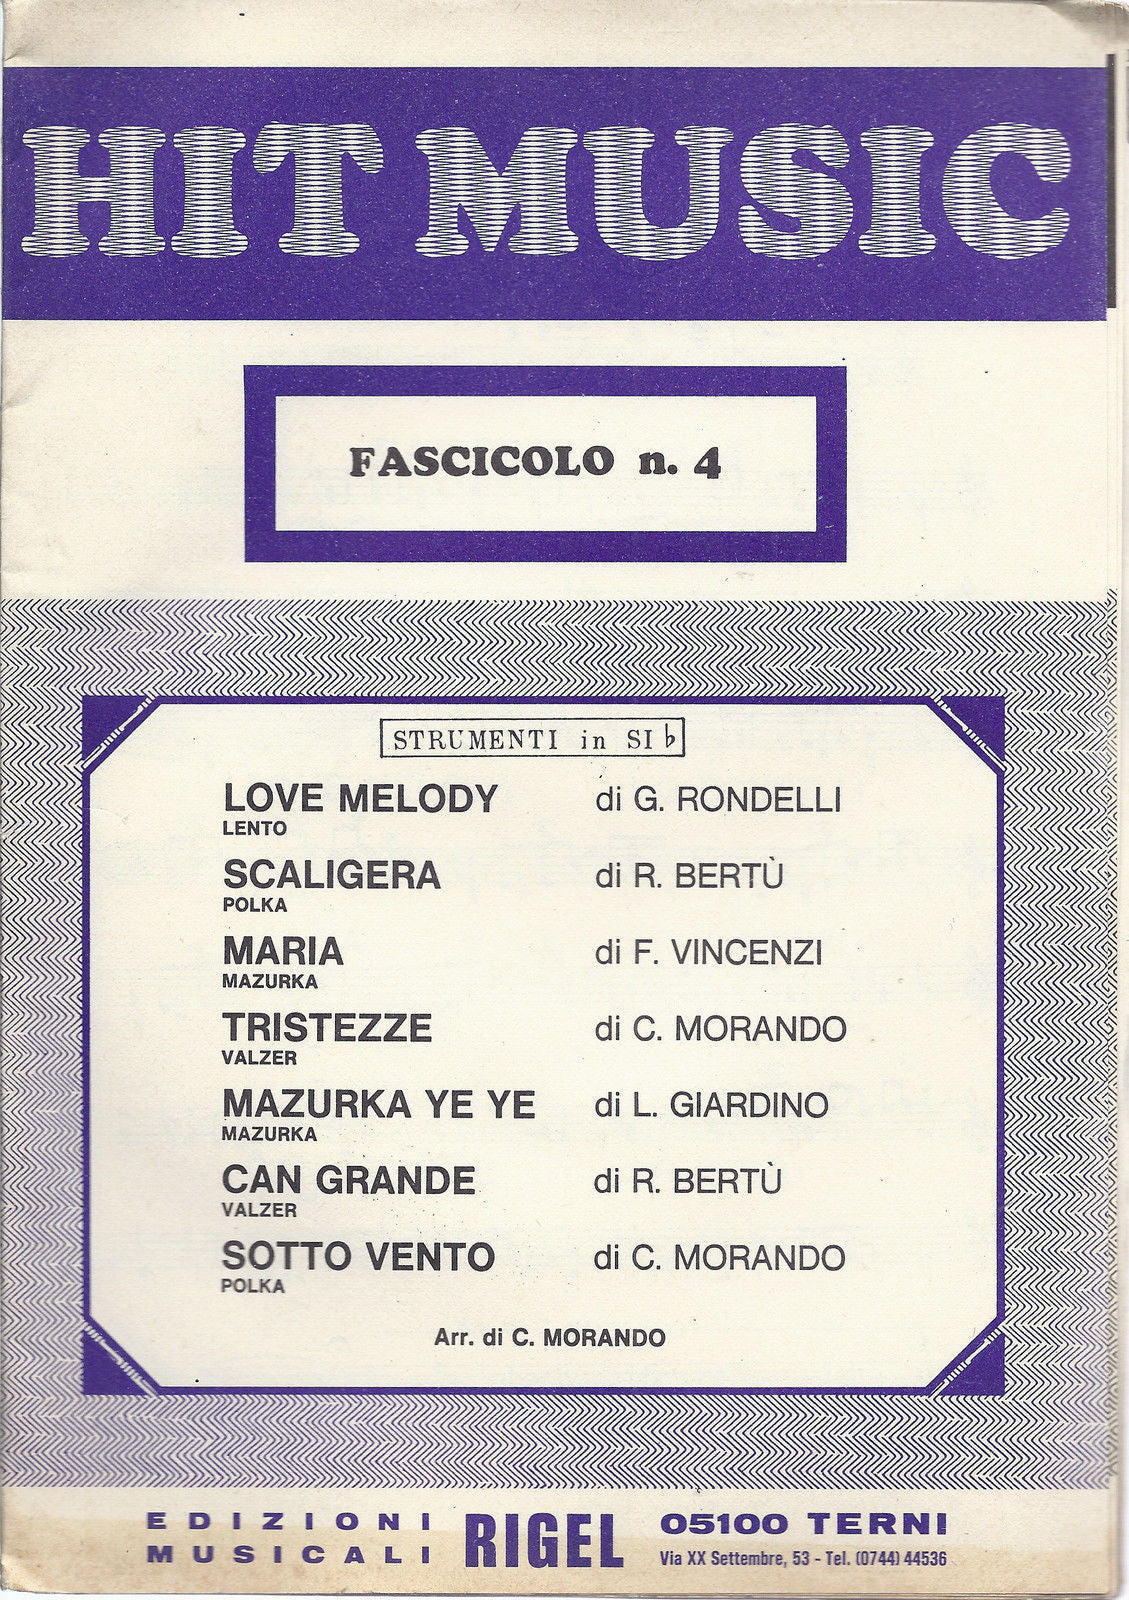 HIT MUSIC
FASCICOLO n. 4
STRUMENTI in SI ♭
LOVE MELODY di G. RONDELLI
LENTO
SCALIGERA di R. BERTÙ
POLKA
MARIA di F. VINCENZI
MAZURKA
TRISTEZZE di C. MORANDO
VALZER
MAZURKA YE YE di L. GIARDINO
MAZURKA
CAN GRANDE di R. BERTÙ
VALZER
SOTTO VENTO di C. MORANDO
POLKA
Arr. di C. MORANDO
EDIZIONI MUSICALI RIGEL
05100 TERNI
Via XX Settembre, 53 - Tel. (0744) 44536